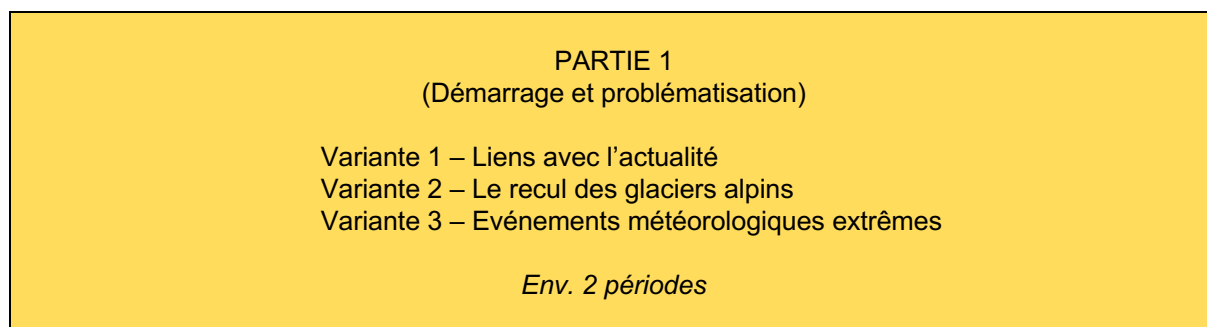 PARTIE 1
(Démarrage et problématisation)
Variante 1 – Liens avec l'actualité
Variante 2 – Le recul des glaciers alpins
Variante 3 – Evénements météorologiques extrêmes
Env. 2 périodes